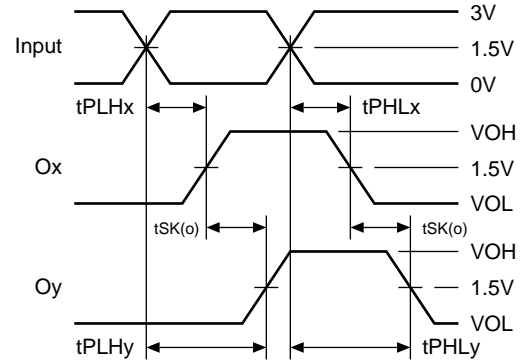 3V
Input
1.5V
0V
tPLHx
tPHLx
VOH
Ox
1.5V
VOL
tSK(o)
tSK(o)
VOH
Oy
1.5V
VOL
tPLHy
tPHLy